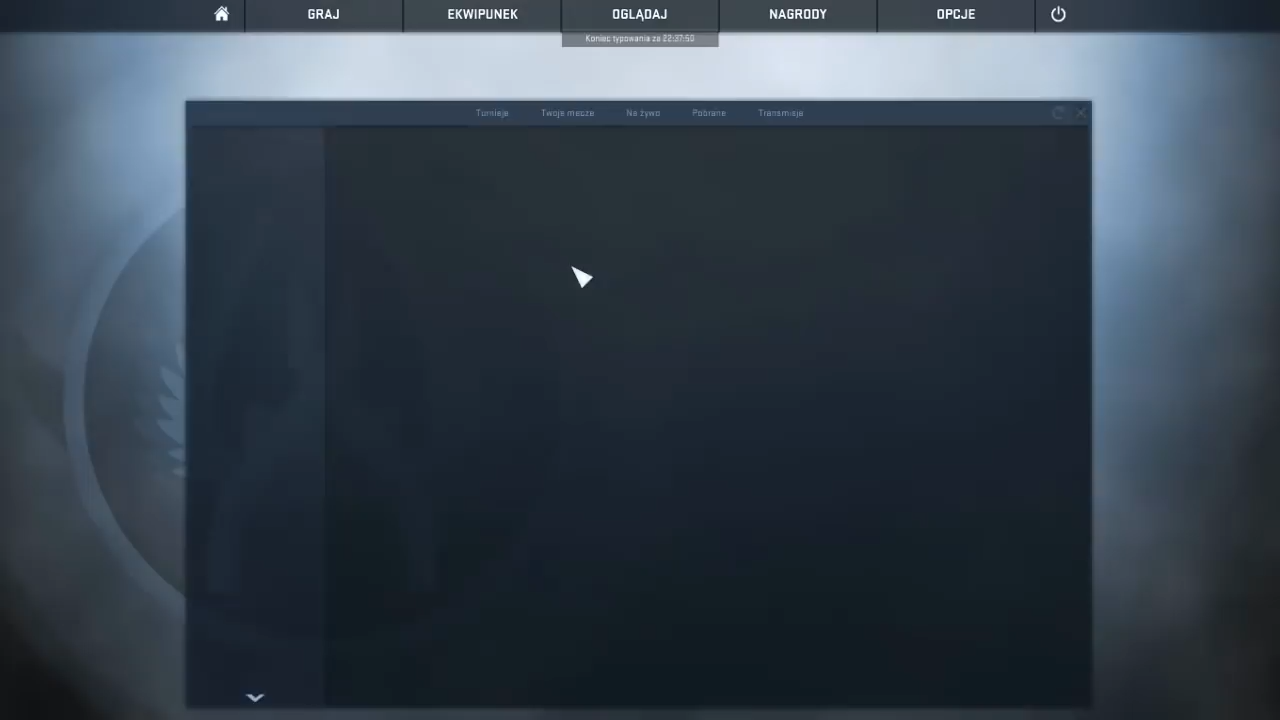 GRAJ
EKWIPUNEK
OGLĄDAJ
NAGRODY
OPCJE
Koniec typowania za 22:37:50
Turnieje
Twoje mecze
Na żywo
Pobrane
Transmisje